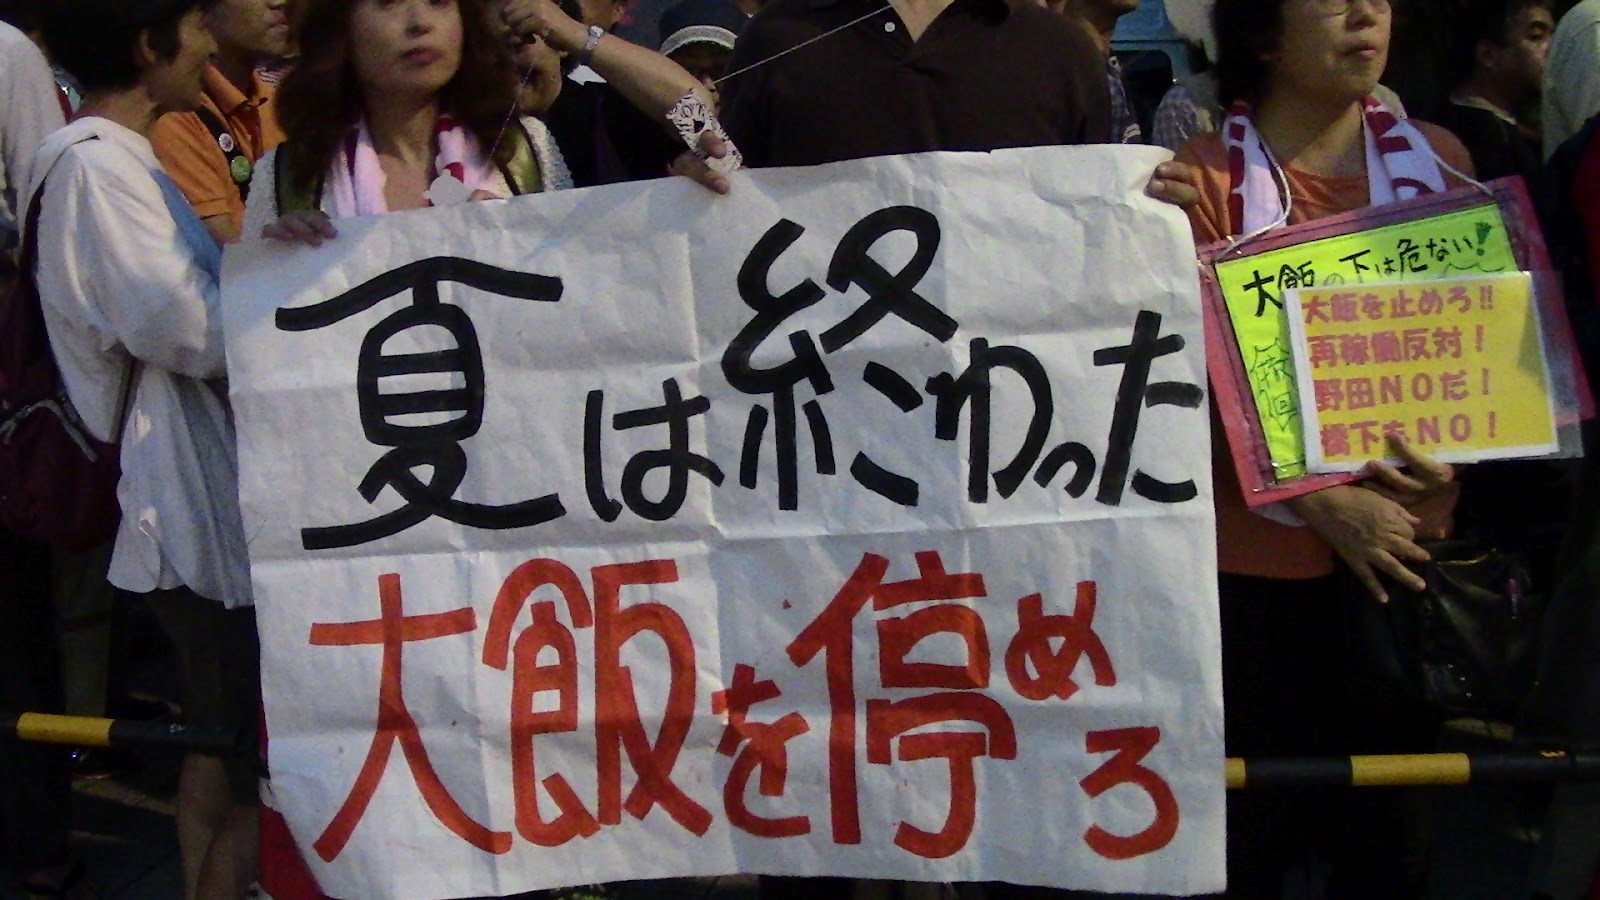 夏は終わった
大飯を停めろ
大飯の下は危ない!
大飯を止めろ!!
再稼働反対!
野田NOだ!
橋下もNO!